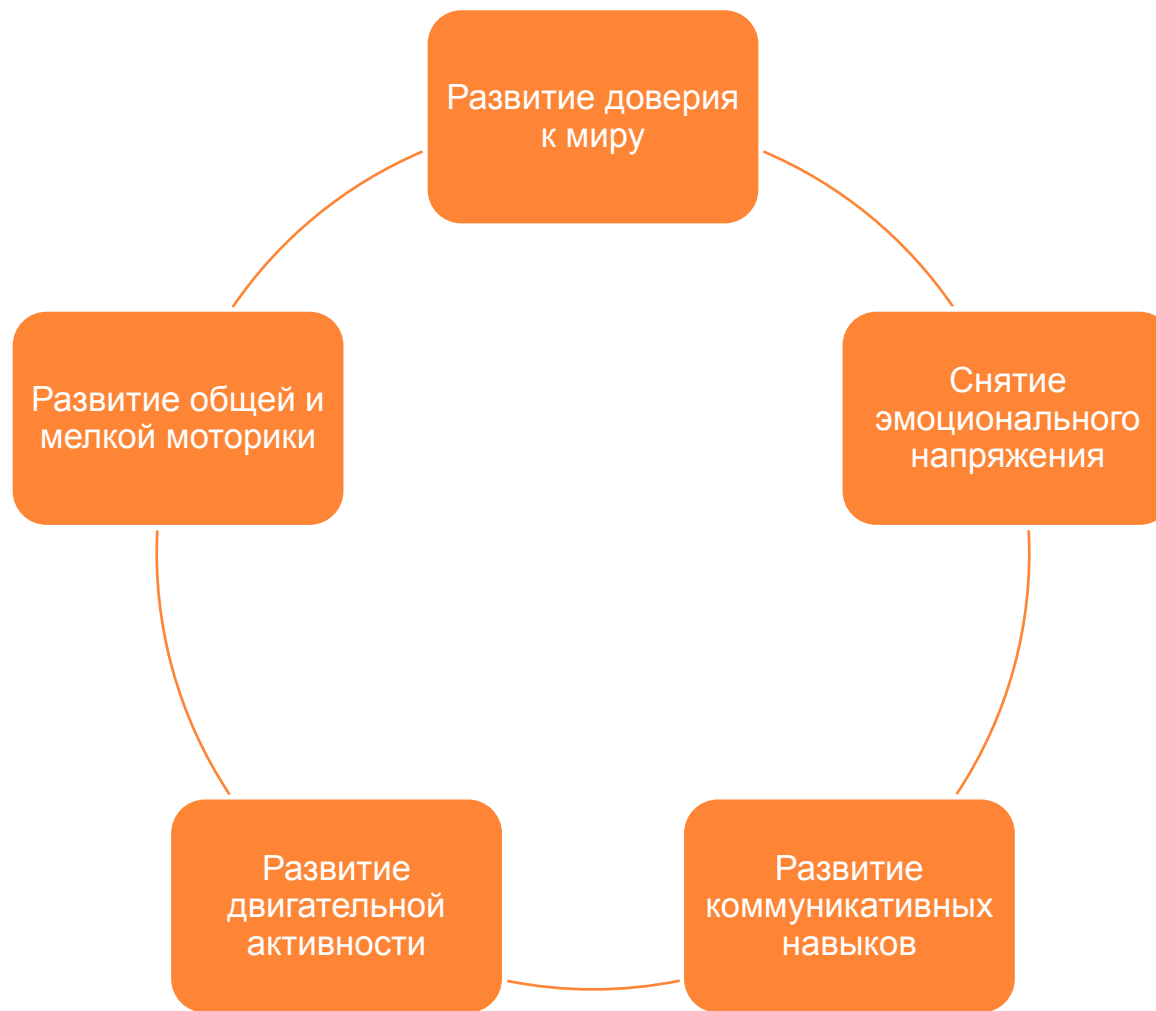 Развитие доверия
к миру
Снятие
эмоционального
напряжения
Развитие
коммуникативных
навыков
Развитие
двигательной
активности
Развитие общей и
мелкой моторики